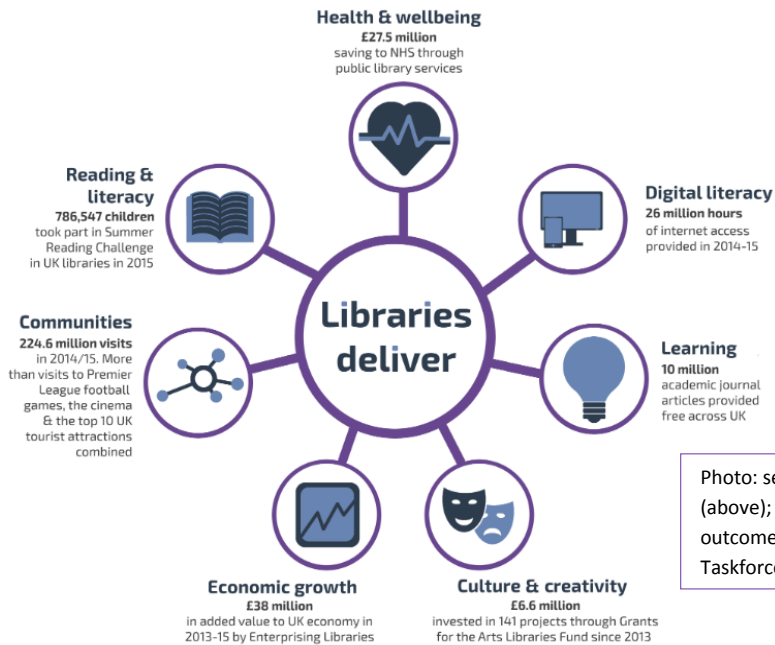 Health & wellbeing
£27.5 million
saving to NHS through
public library services
Reading &
literacy
786,547 children
took part in Summer
Reading Challenge
in UK libraries in 2015
Digital literacy
26 million hours
of internet access
provided in 2014-15
Libraries
deliver
Communities
224.6 million visits
in 2014/15. More
than visits to Premier
League football
games, the cinema
& the top 10 UK
tourist attractions
combined
Learning
10 million
academic journal
articles provided
free across UK
Economic growth
£38 million
in added value to UK economy in
2013-15 by Enterprising Libraries
Culture & creativity
£6.6 million
invested in 141 projects through Grants
for the Arts Libraries Fund since 2013
Photo:
(above);
outcome
Taskforce